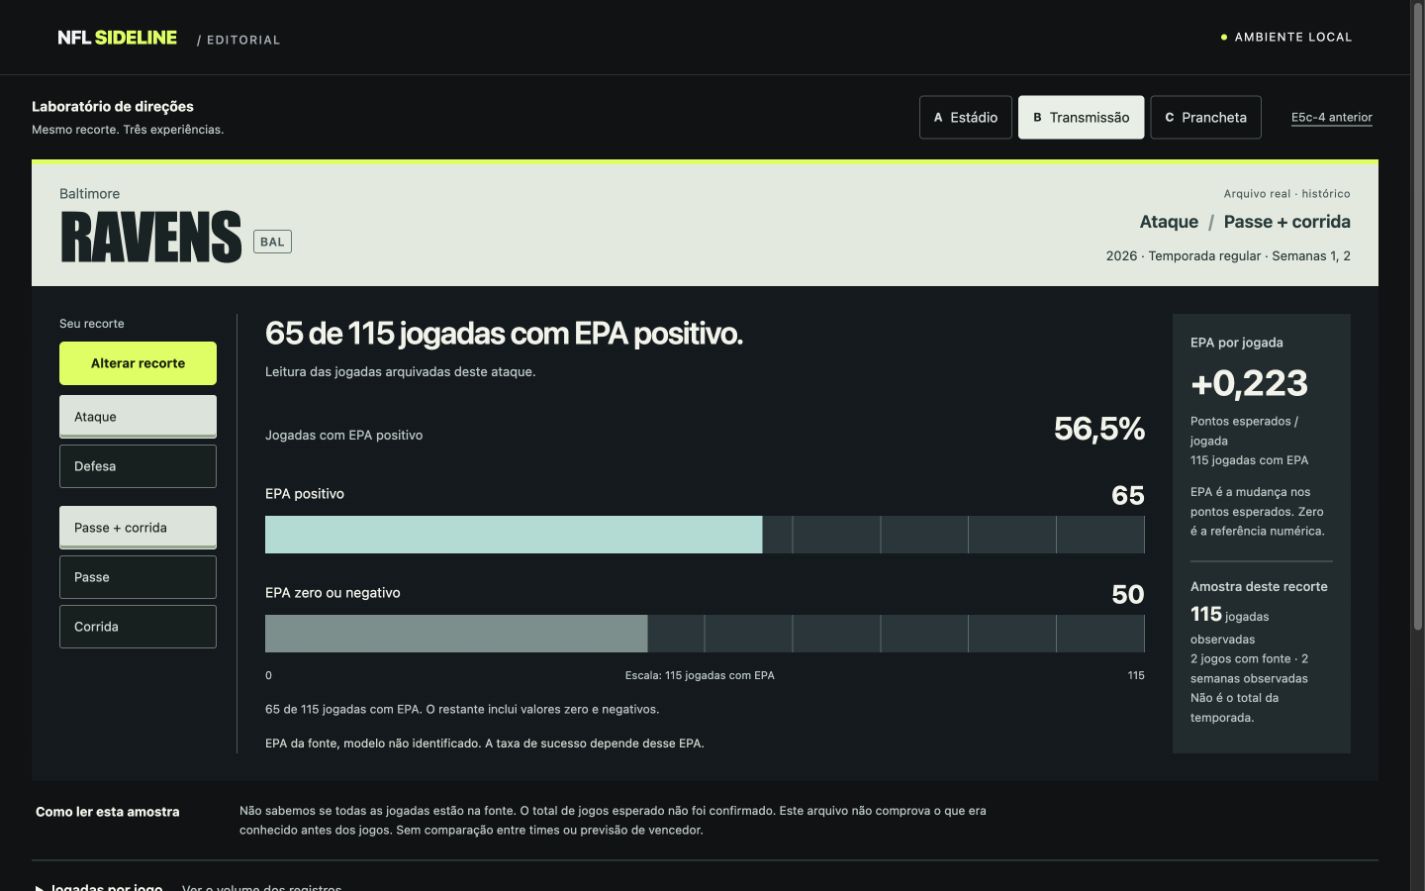 NFL SIDELINE / EDITORIAL
AMBIENTE LOCAL
Laboratório de direções
Mesmo recorte. Três experiências.
A Estádio
B Transmissão
C Prancheta
E5c-4 anterior
Baltimore
RAVENS BAL
Arquivo real · histórico
Ataque / Passe + corrida
2026 · Temporada regular · Semanas 1, 2
Seu recorte
Alterar recorte
Ataque
Defesa
Passe + corrida
Passe
Corrida
65 de 115 jogadas com EPA positivo.
Leitura das jogadas arquivadas deste ataque.
Jogadas com EPA positivo 56,5%
EPA positivo 65
EPA zero ou negativo 50
0 Escala: 115 jogadas com EPA 115
65 de 115 jogadas com EPA. O restante inclui valores zero e negativos.
EPA da fonte, modelo não identificado. A taxa de sucesso depende desse EPA.
EPA por jogada
+0,223
Pontos esperados /
jogada
115 jogadas com EPA
EPA é a mudança nos
pontos esperados. Zero
é a referência numérica.
Amostra deste recorte
115 jogadas
observadas
2 jogos com fonte · 2
semanas observadas
Não é o total da
temporada.
Como ler esta amostra
Não sabemos se todas as jogadas estão na fonte. O total de jogos esperado não foi confirmado. Este arquivo não comprova o que era
conhecido antes dos jogos. Sem comparação entre times ou previsão de vencedor.
Jogadas por jogo Ver o volume dos registros